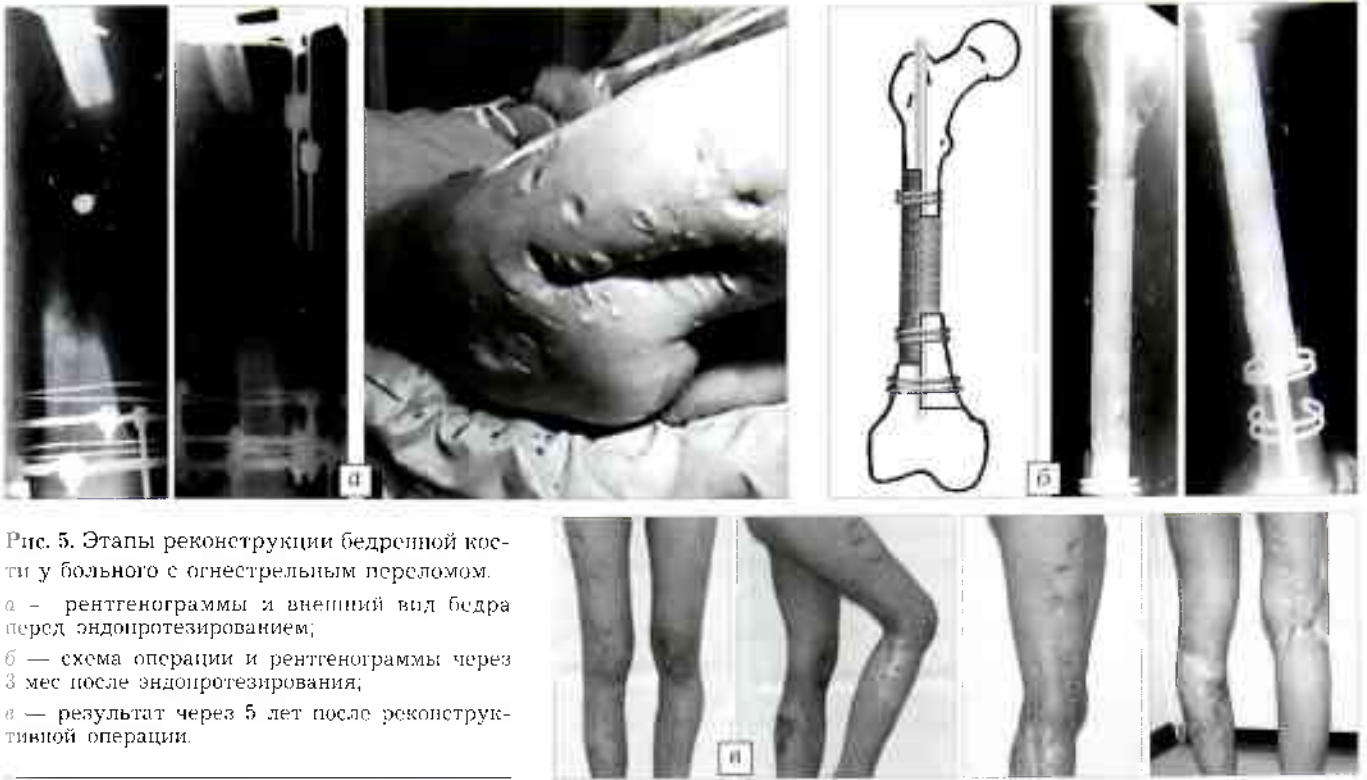 а
б
Рис. 5. Этапы реконструкции бедренной кос-
ти у больного с огнестрельным переломом.
а – рентгенограммы и внешний вид бедра
перед эндопротезированием;
б — схема операции и рентгенограммы через
3 мес после эндопротезирования;
в — результат через 5 лет после реконструк-
тивной операции.
в